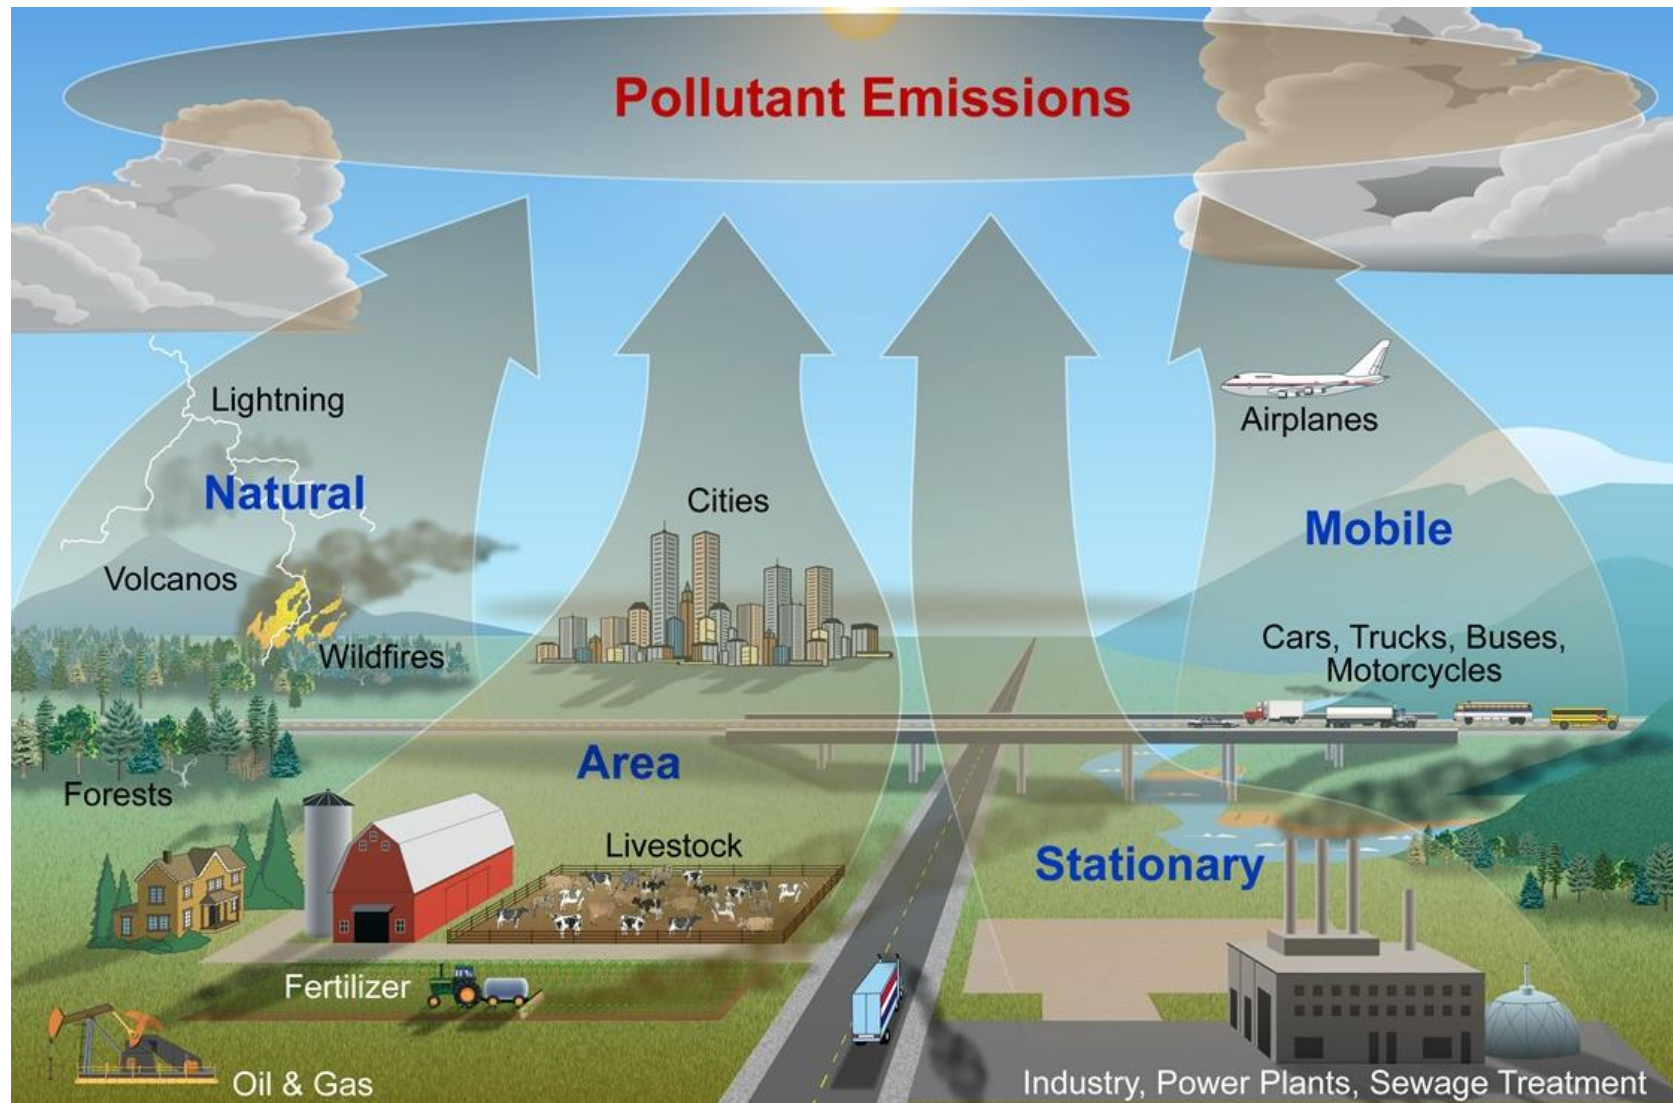 Pollutant Emissions
Lightning
Natural
Volcanos
Wildfires
Forests
Cities
Area
Livestock
Fertilizer
Oil & Gas
Airplanes
Mobile
Cars, Trucks, Buses,
Motorcycles
Stationary
Industry, Power Plants, Sewage Treatment